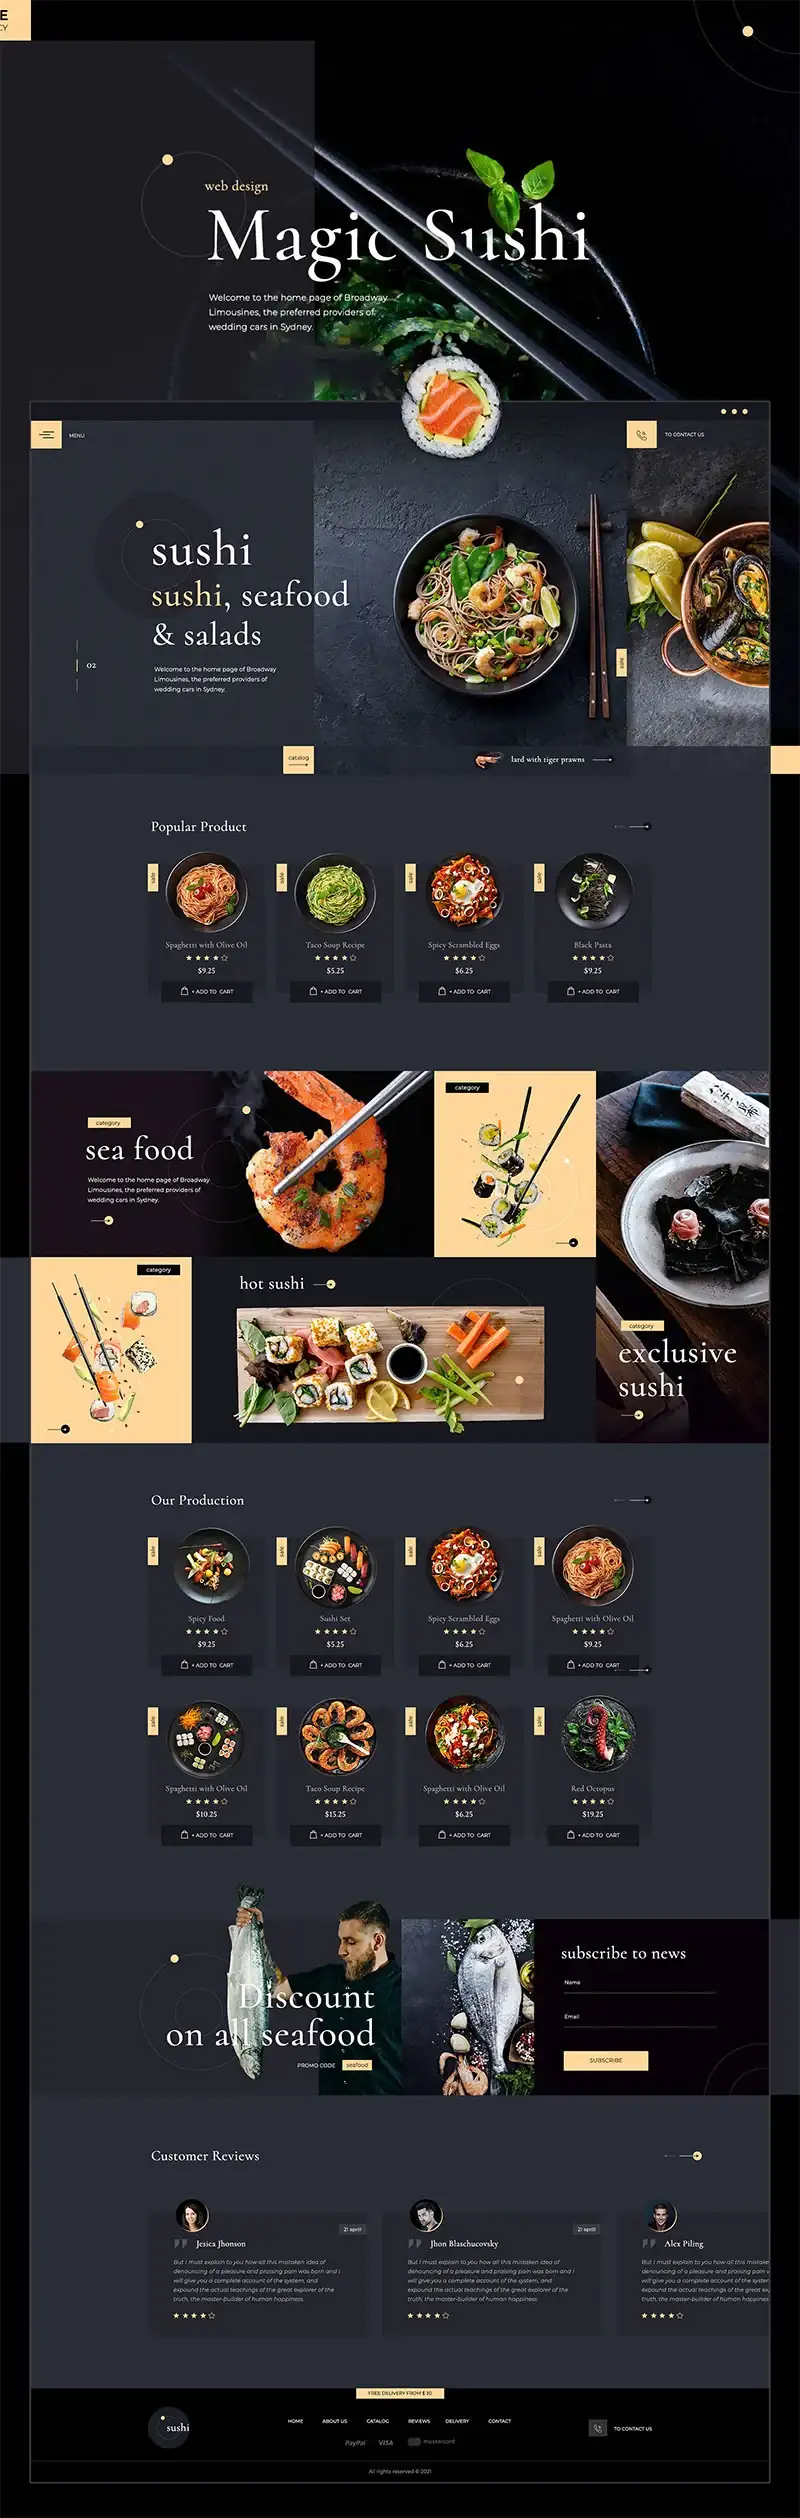 E
CY
web design
Magic Sushi
Welcome to the home page of Broadway
Limousines, the preferred providers of
wedding cars in Sydney.
MENU
TO CONTACT US
sushi
sushi, seafood
& salads
02
Welcome to the home page of Broadway
Limousines, the preferred providers of
wedding cars in Sydney.
sale
catalog
lard with tiger prawns
Popular Product
sale
sale
sale
sale
Spaghetti with Olive Oil
Taco Soup Recipe
Spicy Scrambled Eggs
Black Pasta
$9.25
$5.25
$6.25
$9.25
+ ADD TO CART
+ ADD TO CART
+ ADD TO CART
+ ADD TO CART
category
sea food
Welcome to the home page of Broadway
Limousines, the preferred providers of
wedding cars in Sydney.
category
category
hot sushi
category
exclusive
sushi
Our Production
sale
sale
sale
sale
Spicy Food
Sushi Set
Spicy Scrambled Eggs
Spaghetti with Olive Oil
$9.25
$5.25
$6.25
$9.25
+ ADD TO CART
+ ADD TO CART
+ ADD TO CART
+ ADD TO CART
sale
sale
sale
sale
Spaghetti with Olive Oil
Taco Soup Recipe
Spaghetti with Olive Oil
Red Octopus
$10.25
$15.25
$6.25
$19.25
+ ADD TO CART
+ ADD TO CART
+ ADD TO CART
+ ADD TO CART
Discount
on all seafood
PROMO CODE seafood
subscribe to news
Name
Email
SUBSCRIBE
Customer Reviews
21 april
Jesica Jhonson
But I must explain to you how all this mistaken idea of
denouncing of a pleasure and praising pain was born and I
will give you a complete account of the system, and
expound the actual teachings of the great explorer of the
truth, the master-builder of human happiness.
21 april
Jhon Blaschucovsky
But I must explain to you how all this mistaken idea of
denouncing of a pleasure and praising pain was born and I
will give you a complete account of the system, and
expound the actual teachings of the great explorer of the
truth, the master-builder of human happiness.
Alex Piling
But I must explain to you how all this mistaken
denouncing of a pleasure and praising pain wa
will give you a complete account of the system
expound the actual teachings of the great ex
truth, the master-builder of human happiness.
FREE DELIVERY FROM $ 30
sushi
HOME
ABOUT US
CATALOG
REVIEWS
DELIVERY
CONTACT
PayPal
VISA
mastercard
TO CONTACT US
All rights reserved © 2021